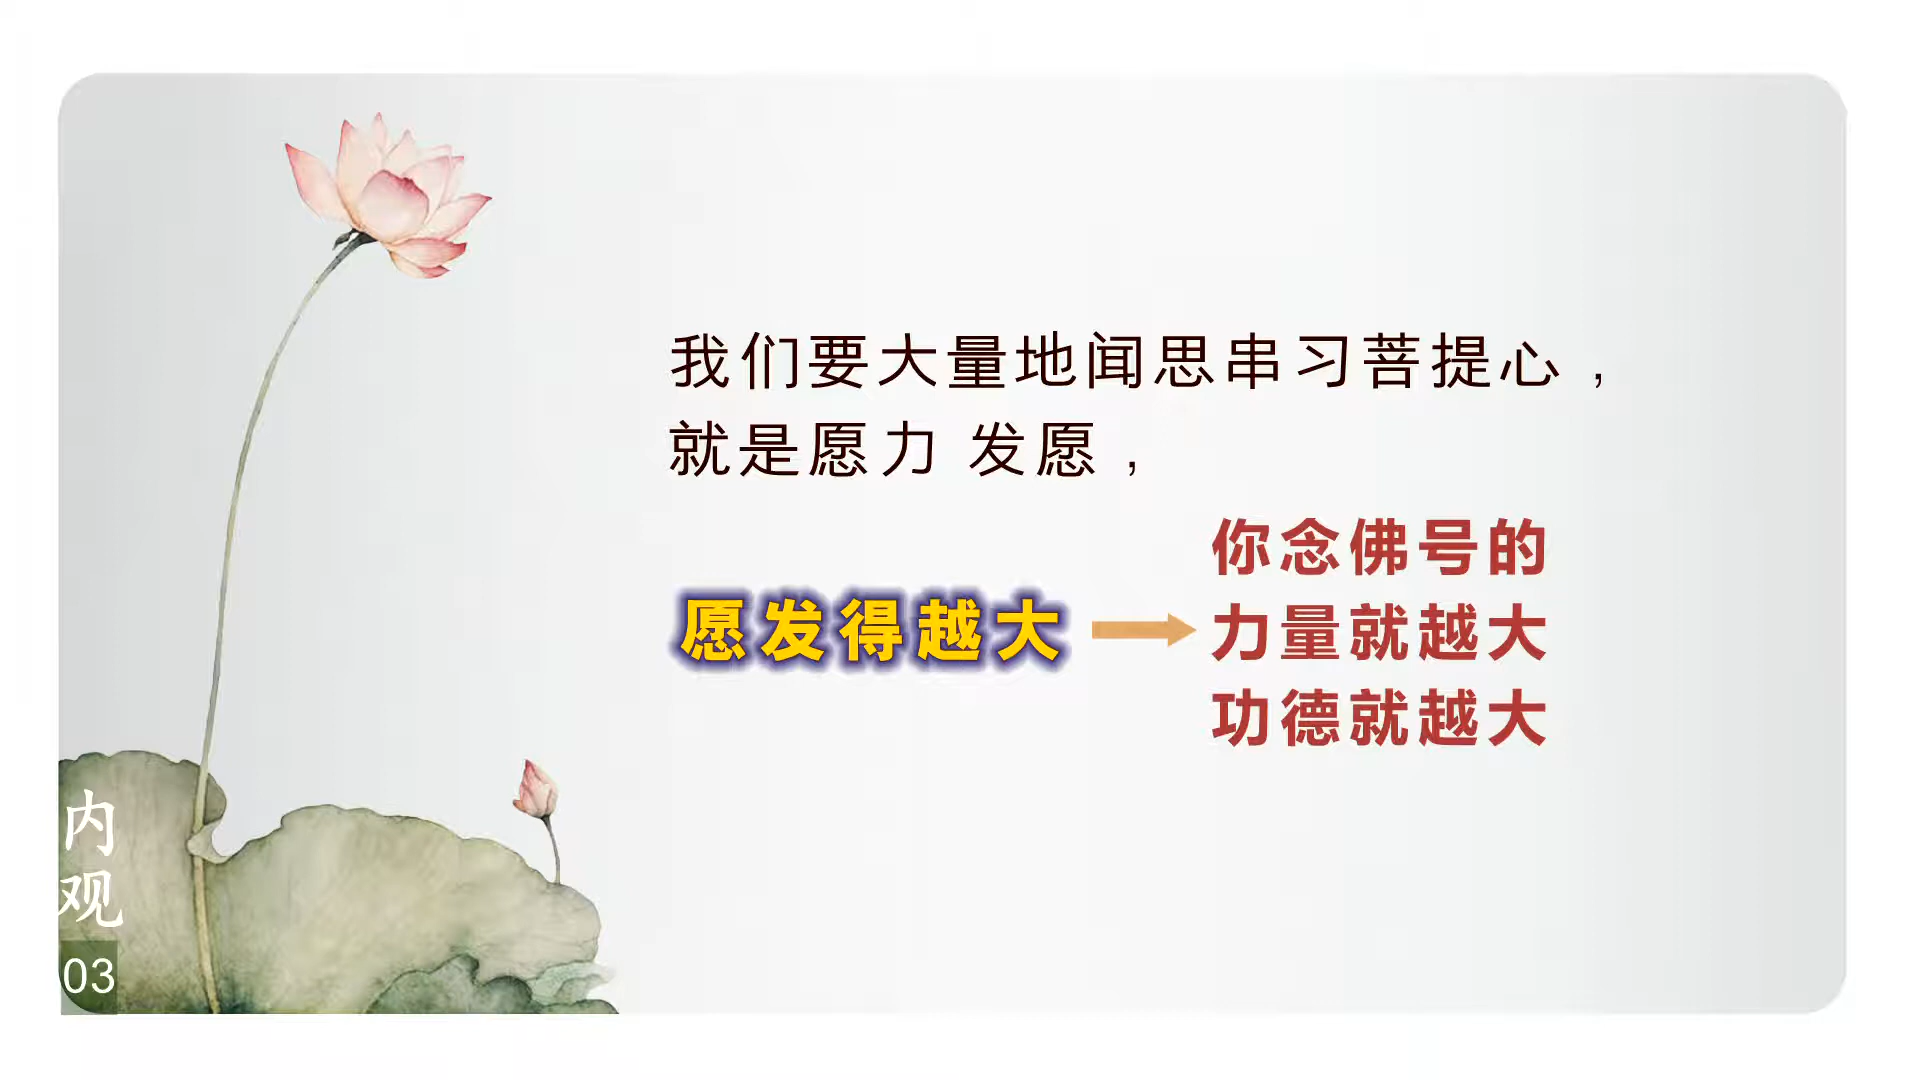 我们要大量地闻思串习菩提心，
就是愿力 发愿，
愿发得越大
你念佛号的
力量就越大
功德就越大
内观
03